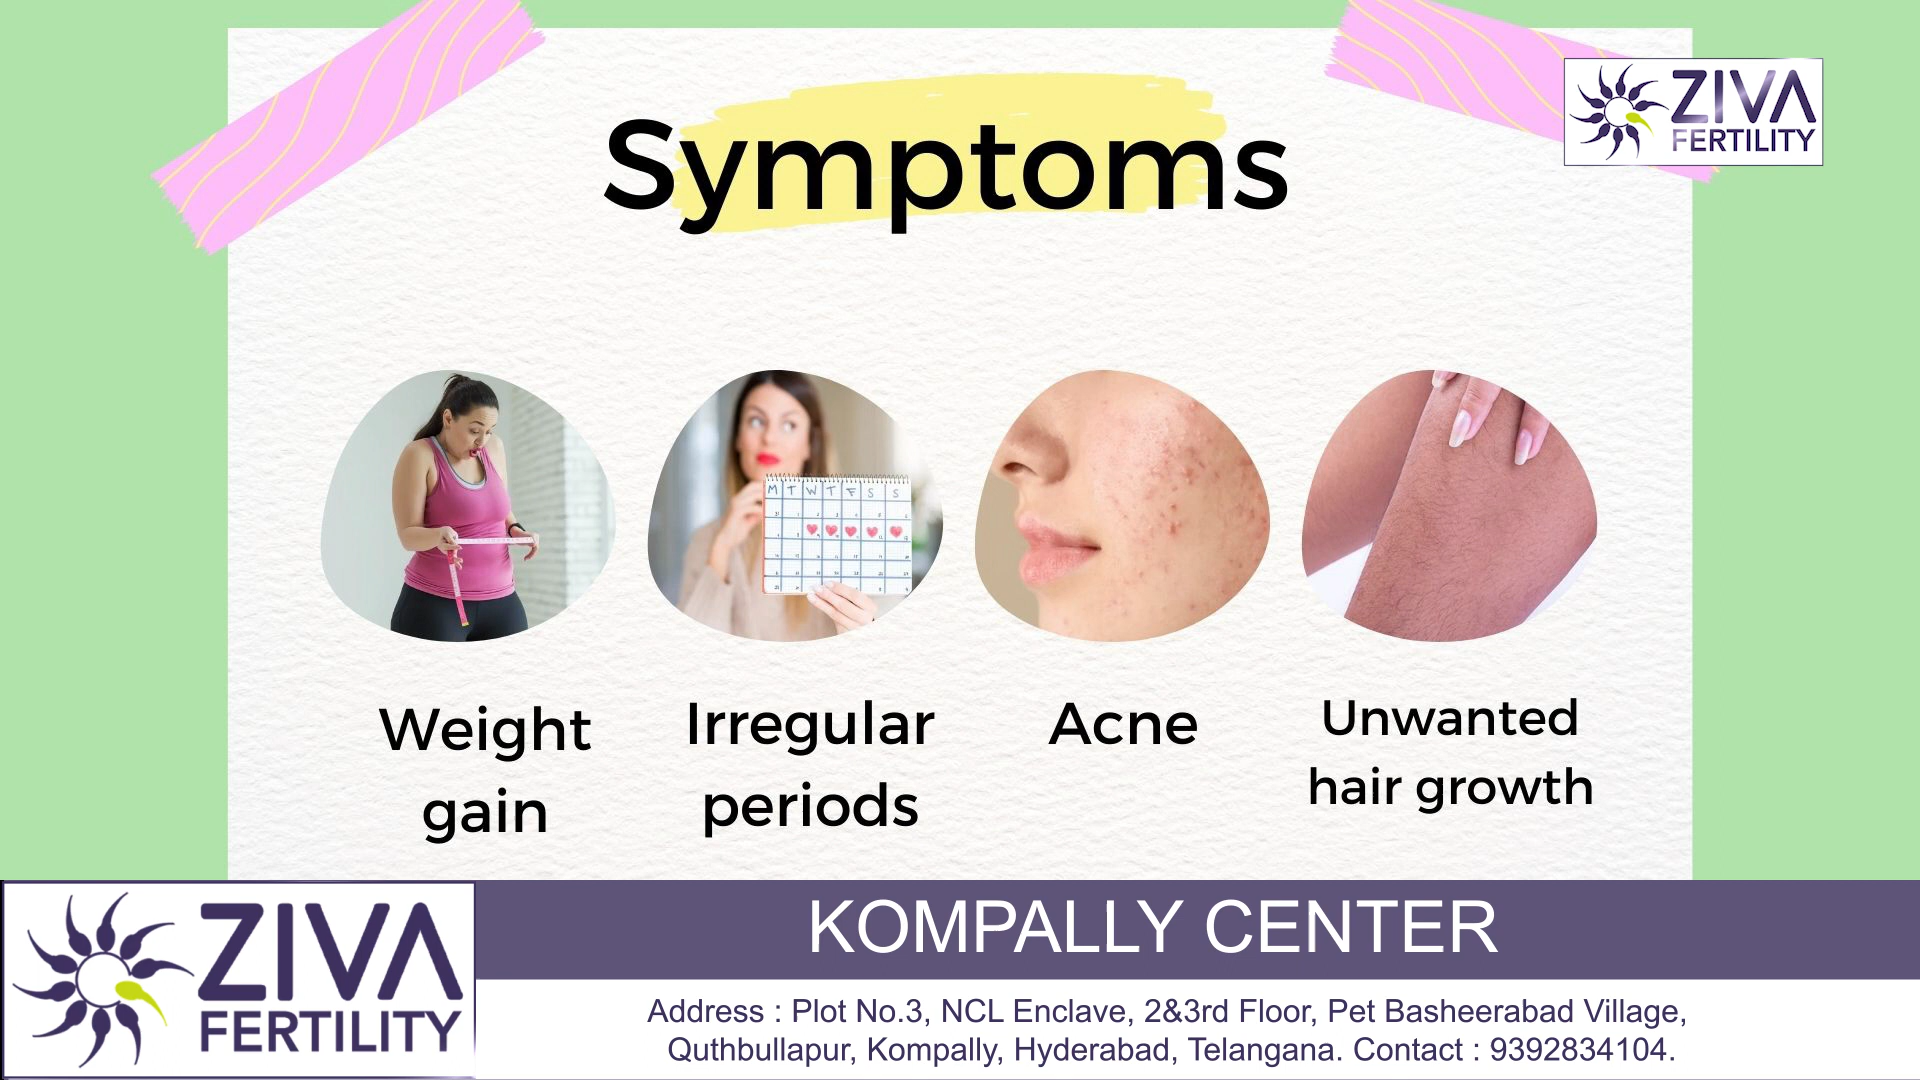 Symptoms
ZIVA
FERTILITY
M T W T F S S
Weight
gain
Irregular
periods
Acne
Unwanted
hair growth
ZIVA
FERTILITY
KOMPALLY CENTER
Address : Plot No.3, NCL Enclave, 2&3rd Floor, Pet Basheerabad Village,
Quthbullapur, Kompally, Hyderabad, Telangana. Contact : 9392834104.